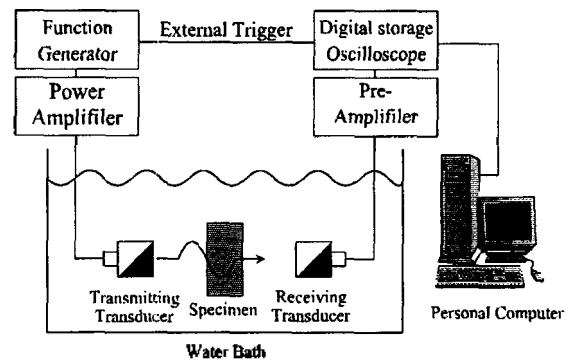 Function
Generator
External Trigger
Digital storage
Oscilloscope
Power
Amplifiler
Pre-
Amplifiler
Transmitting
Transducer
Specimen
Receiving
Transducer
Personal Computer
Water Bath